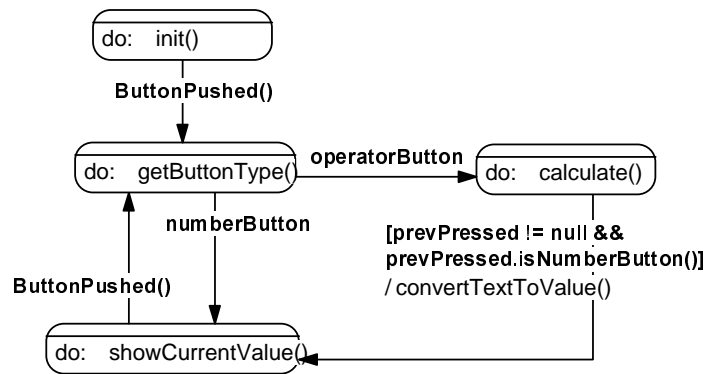 do: init()
ButtonPushed()
do: getButtonType()
operatorButton
do: calculate()
numberButton
[prevPressed != null &&
prevPressed.isNumberButton()]
/ convertTextToValue()
ButtonPushed()
do: showCurrentValue()